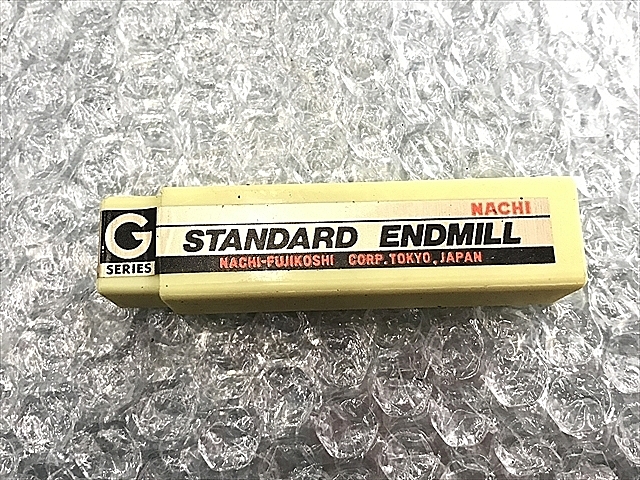 G
SERIES
NACHI
STANDARD ENDMILL
NACHI-FUJIKOSHI CORP. TOKYO, JAPAN